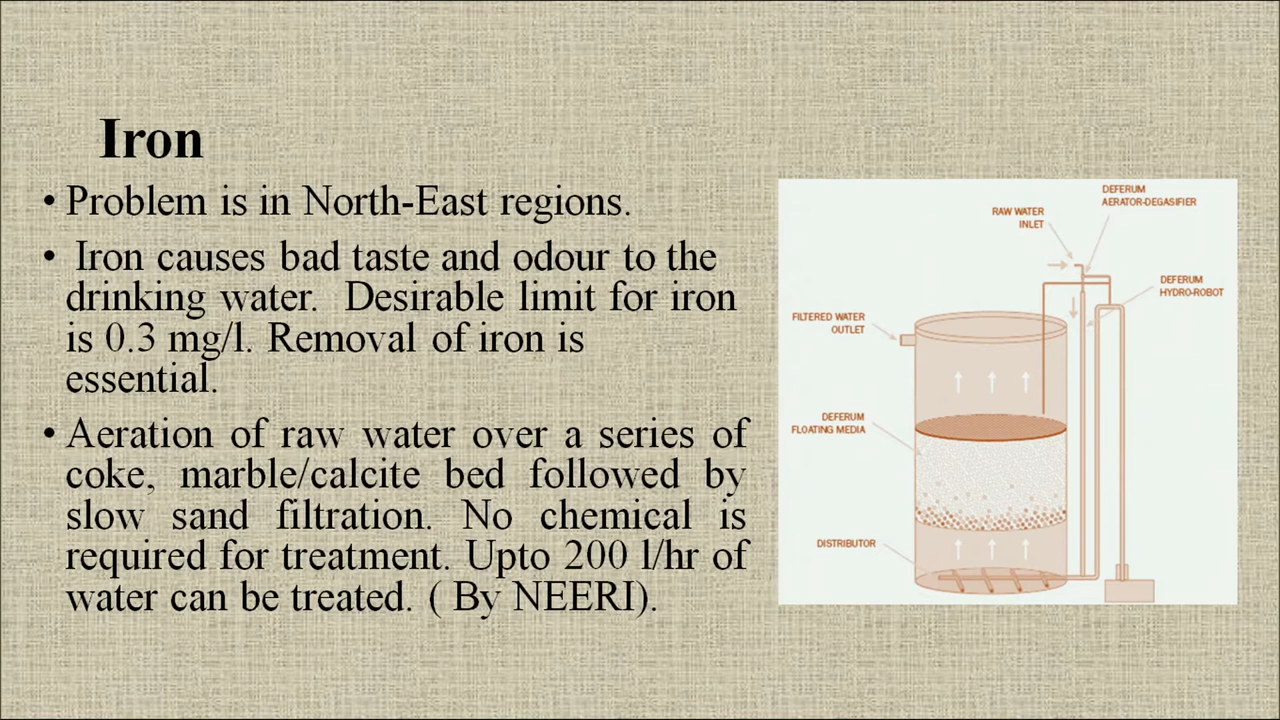 Iron
• Problem is in North-East regions.
• Iron causes bad taste and odour to the
drinking water. Desirable limit for iron
is 0.3 mg/l. Removal of iron is
essential.
• Aeration of raw water over a series of
coke, marble/calcite bed followed by
slow sand filtration. No chemical is
required for treatment. Upto 200 l/hr of
water can be treated. ( By NEERI).
DEFERUM
AERATOR-DEGASIFIER
RAW WATER
INLET
DEFERUM
HYDRO-ROBOT
FILTERED WATER
OUTLET
DEFERUM
FLOATING MEDIA
DISTRIBUTOR